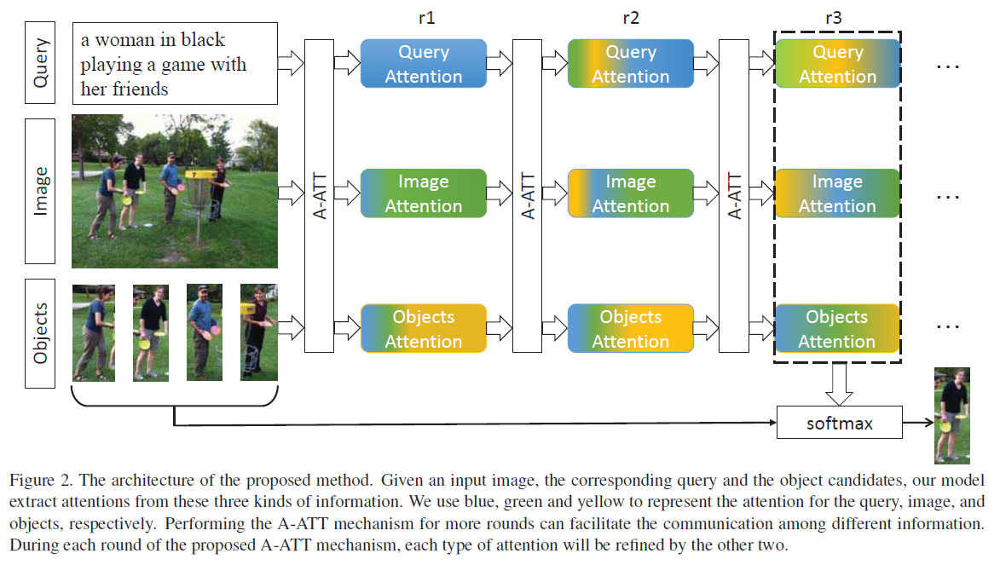 r1
r2
r3
Query
a woman in black
playing a game with
her friends
A-ATT
Query
Attention
A-ATT
Query
Attention
A-ATT
Query
Attention
...
Image
7
Image
Attention
Image
Attention
Image
Attention
...
Objects
Objects
Attention
Objects
Attention
Objects
Attention
...
softmax
Figure 2. The architecture of the proposed method. Given an input image, the corresponding query and the object candidates, our model
extract attentions from these three kinds of information. We use blue, green and yellow to represent the attention for the query, image, and
objects, respectively. Performing the A-ATT mechanism for more rounds can facilitate the communication among different information.
During each round of the proposed A-ATT mechanism, each type of attention will be refined by the other two.